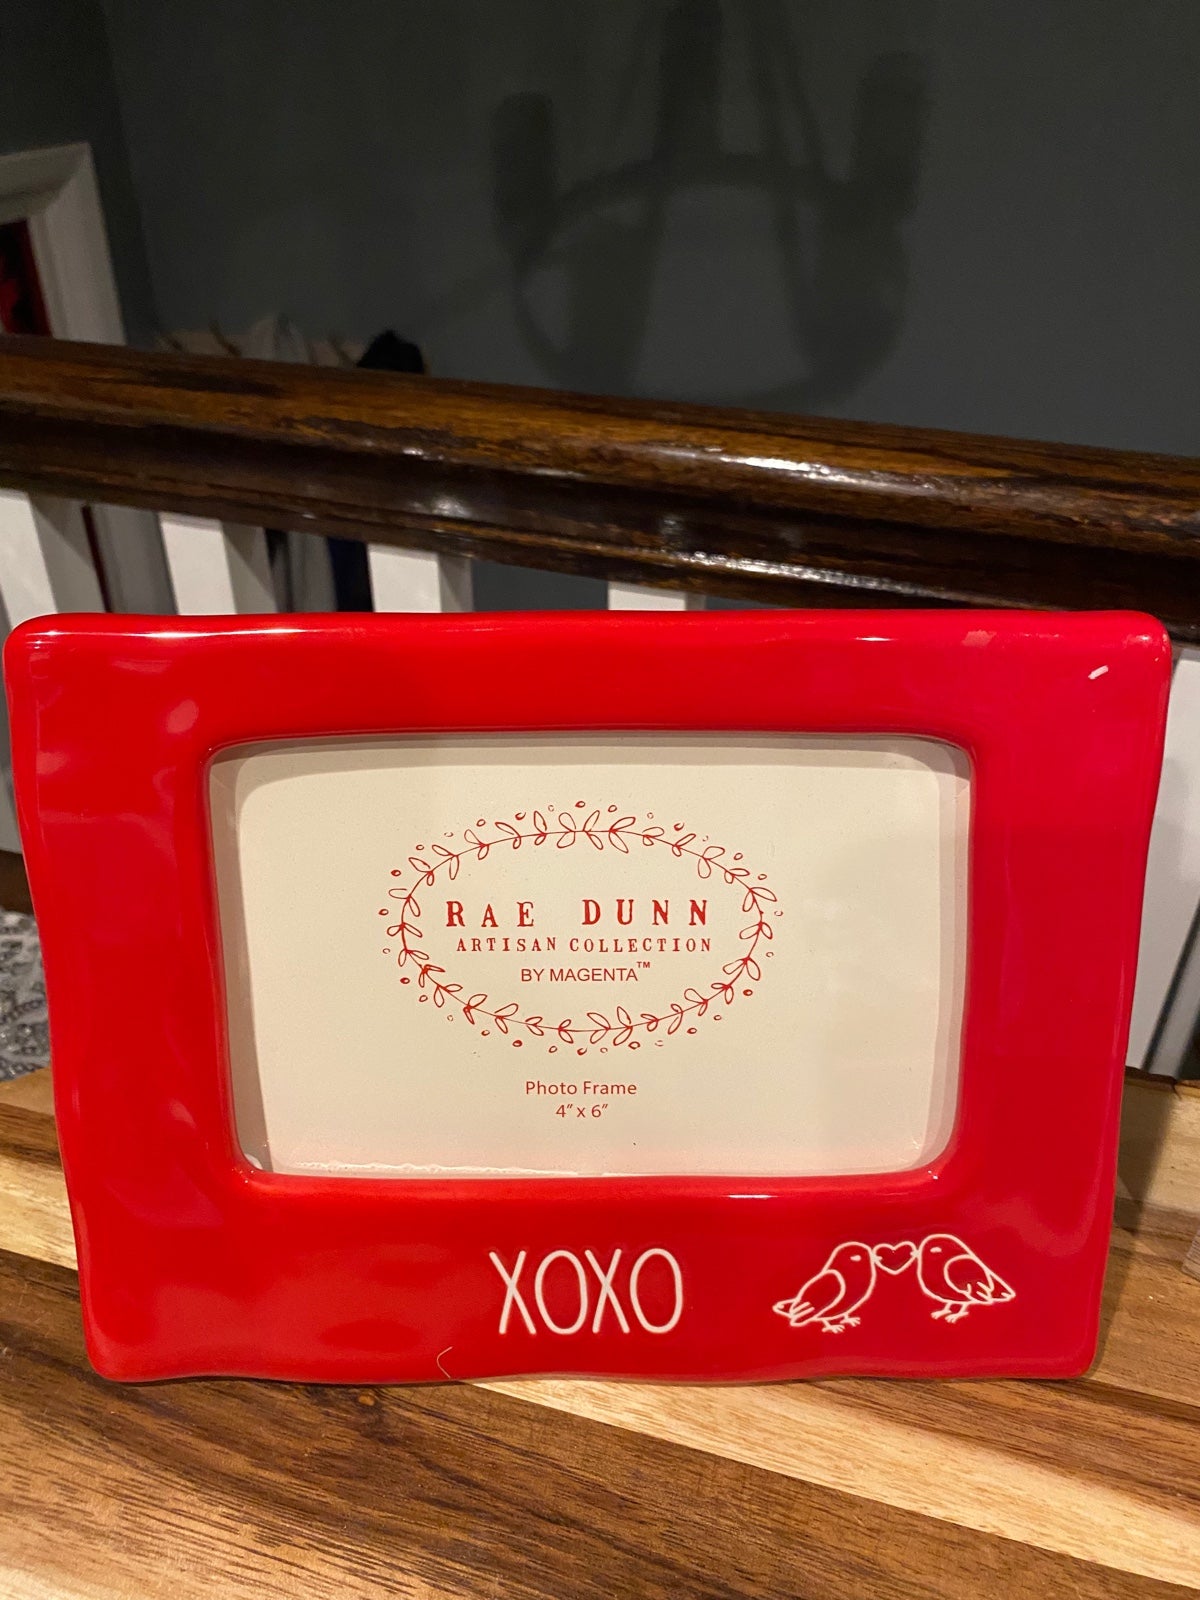 RAE DUNN
ARTISAN COLLECTION
BY MAGENTA™
Photo Frame
4" x 6"
XOXO